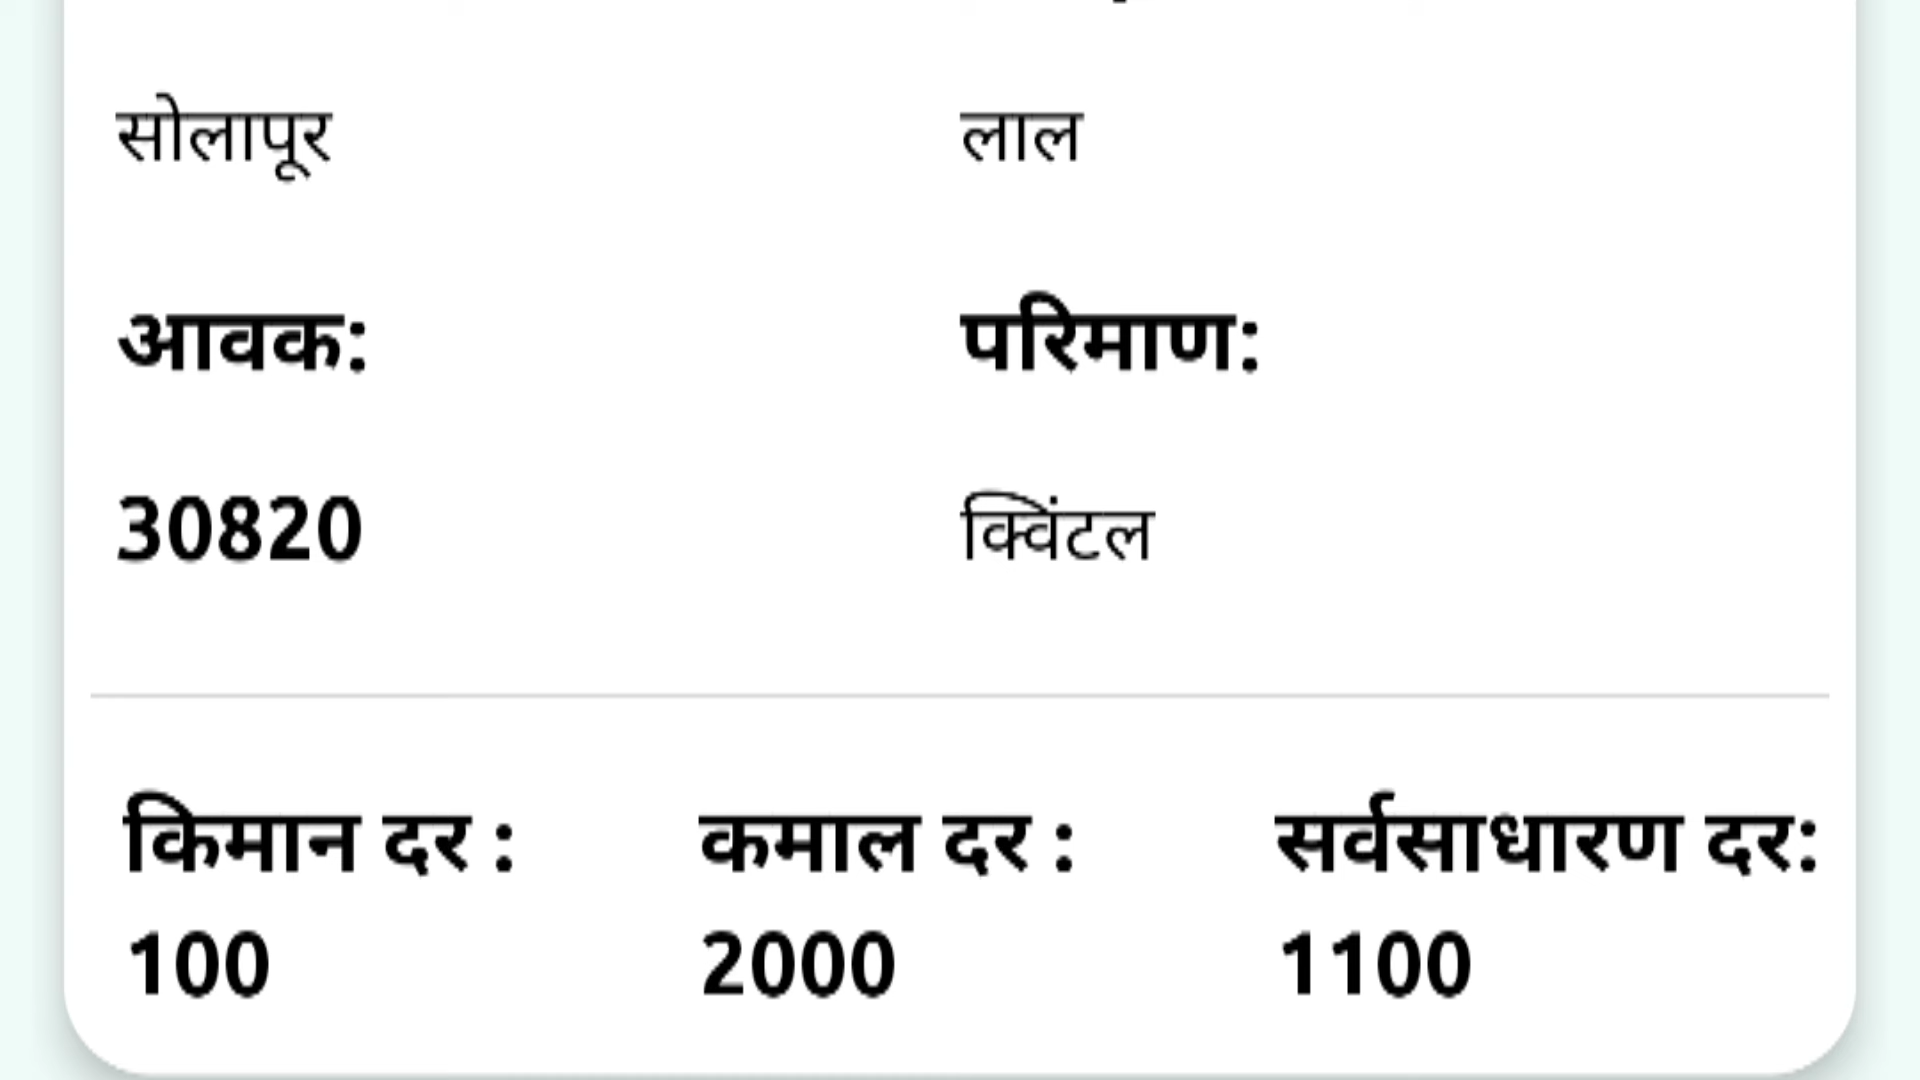 सोलापूर लाल
आवक: परिमाण:
30820 क्विंटल
किमान दर : कमाल दर : सर्वसाधारण दर:
100 2000 1100